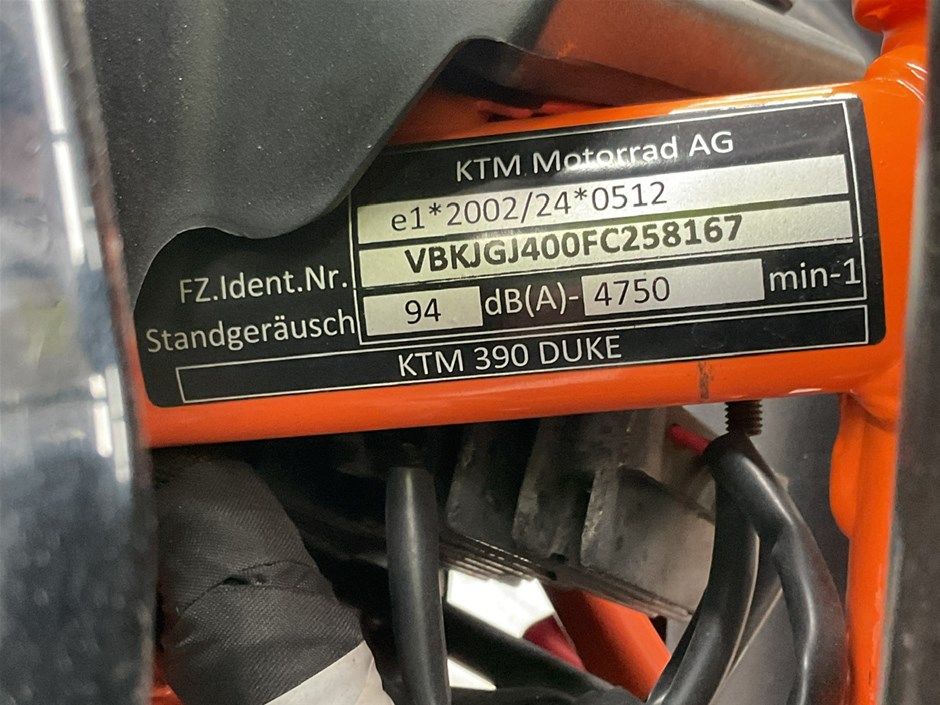 KTM Motorrad AG
e1*2002/24*0512
FZ.Ident.Nr. VBKJGJ400FC258167
Standgeräusch 94 dB(A)- 4750 min-1
KTM 390 DUKE